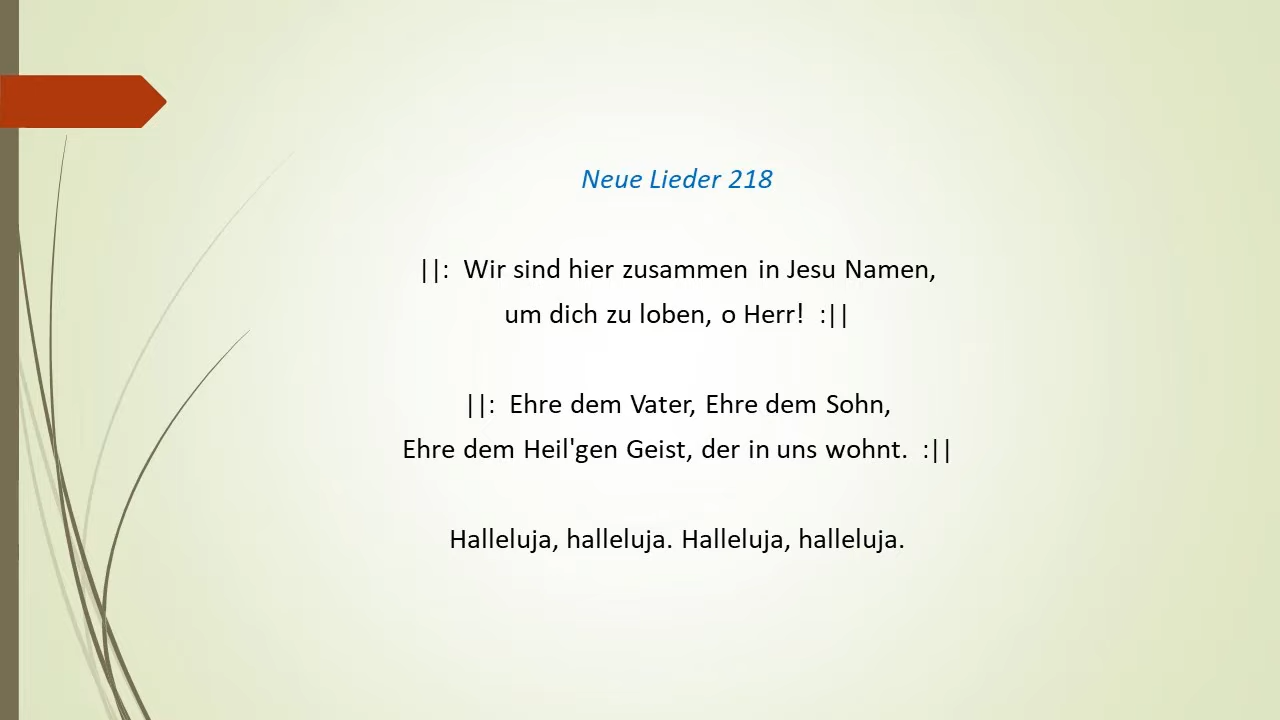 Neue Lieder 218
||: Wir sind hier zusammen in Jesu Namen,
um dich zu loben, o Herr! :||
||: Ehre dem Vater, Ehre dem Sohn,
Ehre dem Heil'gen Geist, der in uns wohnt. :||
Halleluja, halleluja. Halleluja, halleluja.